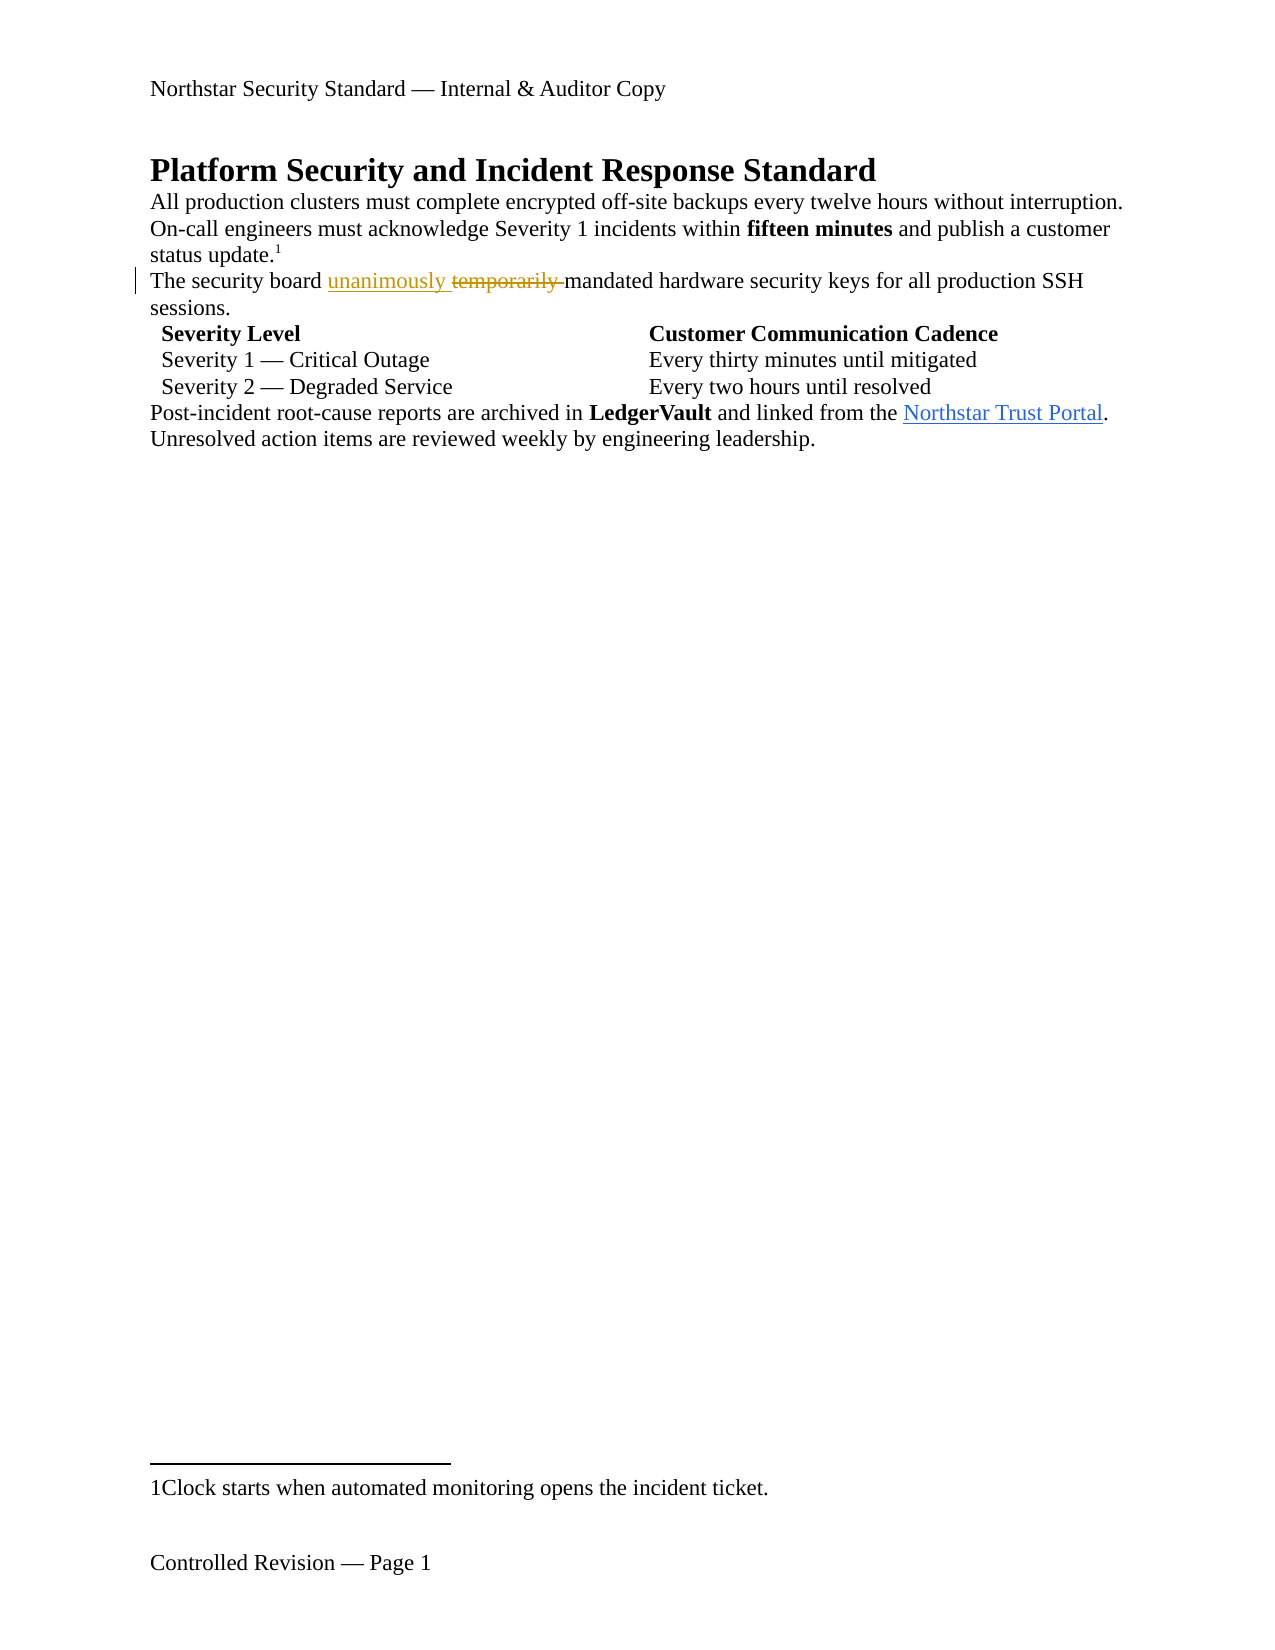 Northstar Security Standard — Internal & Auditor Copy
Platform Security and Incident Response Standard
All production clusters must complete encrypted off-site backups every twelve hours without interruption.
On-call engineers must acknowledge Severity 1 incidents within fifteen minutes and publish a customer
status update.1
The security board unanimously temporarily mandated hardware security keys for all production SSH
sessions.
Severity Level Customer Communication Cadence
Severity 1 — Critical Outage Every thirty minutes until mitigated
Severity 2 — Degraded Service Every two hours until resolved
Post-incident root-cause reports are archived in LedgerVault and linked from the Northstar Trust Portal.
Unresolved action items are reviewed weekly by engineering leadership.
1Clock starts when automated monitoring opens the incident ticket.
Controlled Revision — Page 1